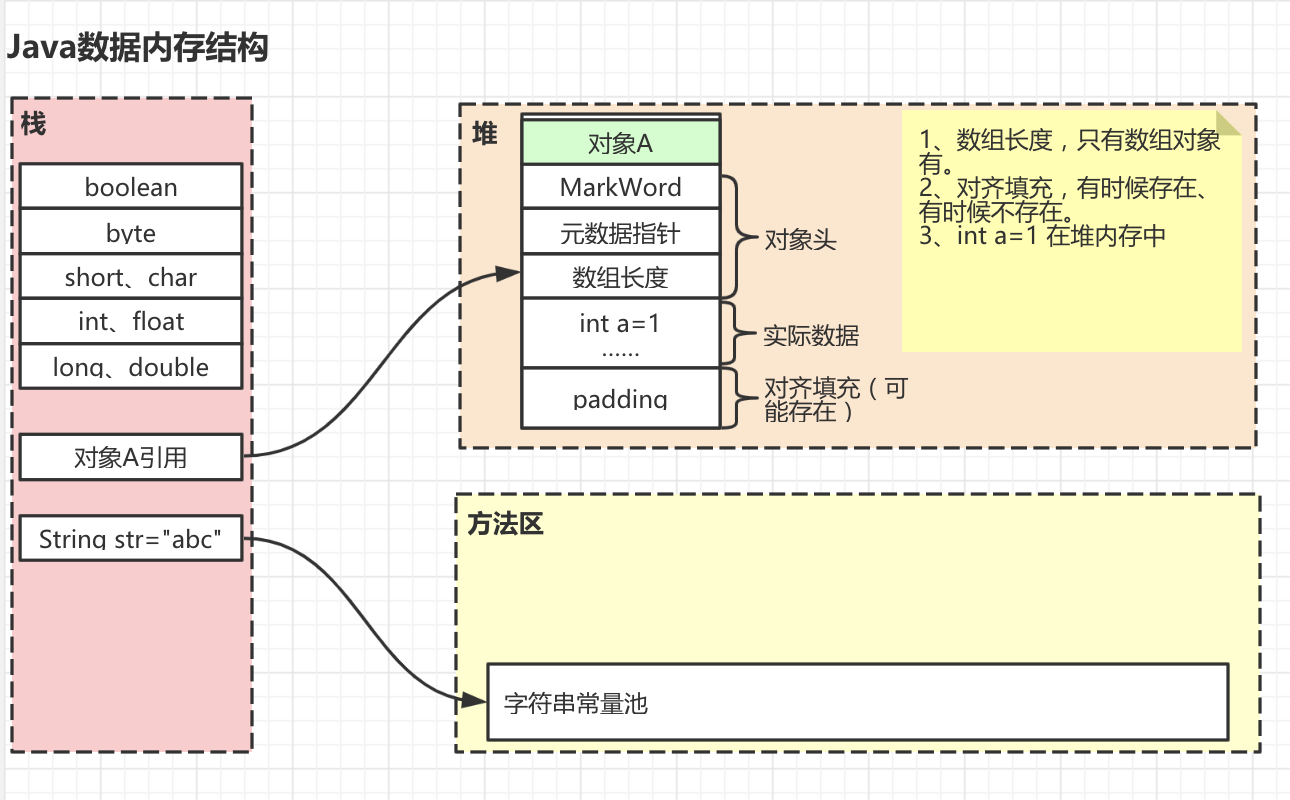 Java数据内存结构
栈
boolean
byte
short、char
int、float
long、double
对象A引用
String str="abc"
堆
对象A
MarkWord
元数据指针
数组长度
int a=1
......
padding
对象头
实际数据
对齐填充（可
能存在）
1、数组长度，只有数组对象
有。
2、对齐填充，有时候存在、
有时候不存在。
3、int a=1 在堆内存中
方法区
字符串常量池